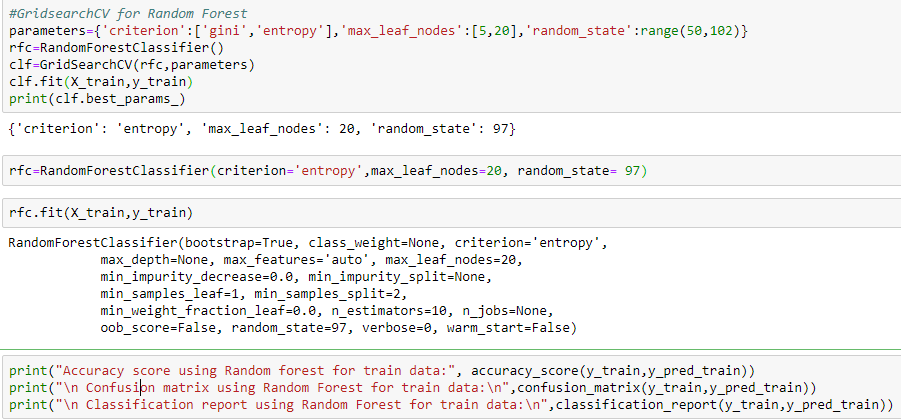 #GridsearchCV for Random Forest
parameters={'criterion':['gini','entropy'],'max_leaf_nodes':[5,20],'random_state':range(50,102)}
rfc=RandomForestClassifier()
clf=GridSearchCV(rfc,parameters)
clf.fit(X_train,y_train)
print(clf.best_params_)
{'criterion': 'entropy', 'max_leaf_nodes': 20, 'random_state': 97}
rfc=RandomForestClassifier(criterion='entropy',max_leaf_nodes=20, random_state= 97)
rfc.fit(X_train,y_train)
RandomForestClassifier(bootstrap=True, class_weight=None, criterion='entropy',
            max_depth=None, max_features='auto', max_leaf_nodes=20,
            min_impurity_decrease=0.0, min_impurity_split=None,
            min_samples_leaf=1, min_samples_split=2,
            min_weight_fraction_leaf=0.0, n_estimators=10, n_jobs=None,
            oob_score=False, random_state=97, verbose=0, warm_start=False)
print("Accuracy score using Random forest for train data:", accuracy_score(y_train,y_pred_train))
print("\n Confusion matrix using Random Forest for train data:\n",confusion_matrix(y_train,y_pred_train))
print("\n Classification report using Random Forest for train data:\n",classification_report(y_train,y_pred_train))